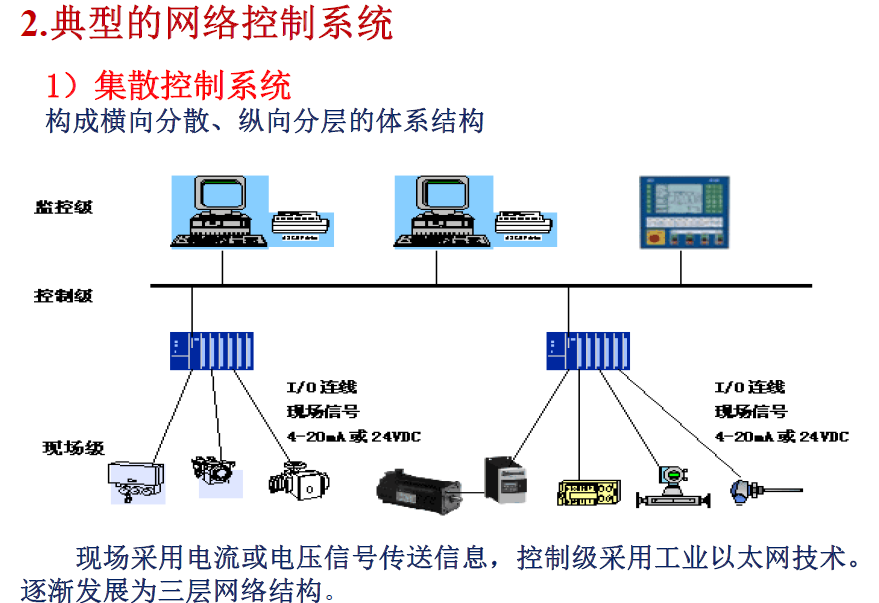 2.典型的网络控制系统
1）集散控制系统
构成横向分散、纵向分层的体系结构
监控级
控制级
I/O 连线
现场信号
4-20mA 或 24VDC
I/O 连线
现场信号
4-20mA 或 24VDC
现场级
现场采用电流或电压信号传送信息，控制级采用工业以太网技术。
逐渐发展为三层网络结构。